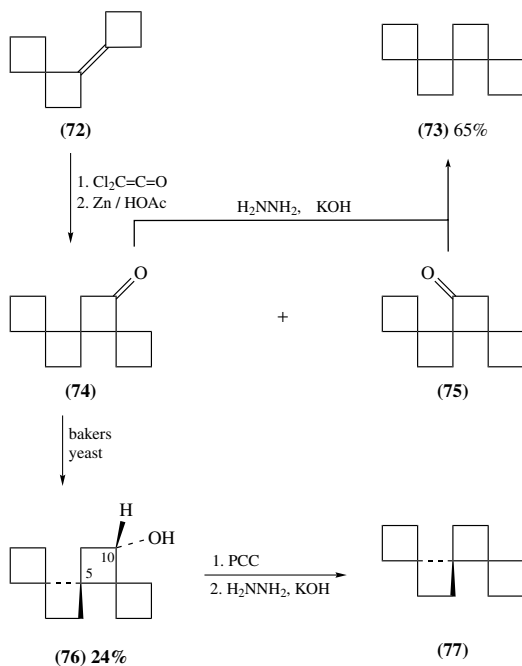 (72)
(73) 65%
1. Cl₂C=C=O
2. Zn / HOAc
H₂NNH₂, KOH
O
O
+
(74)
(75)
bakers
yeast
H
OH
10
5
1. PCC
2. H₂NNH₂, KOH
(76) 24%
(77)